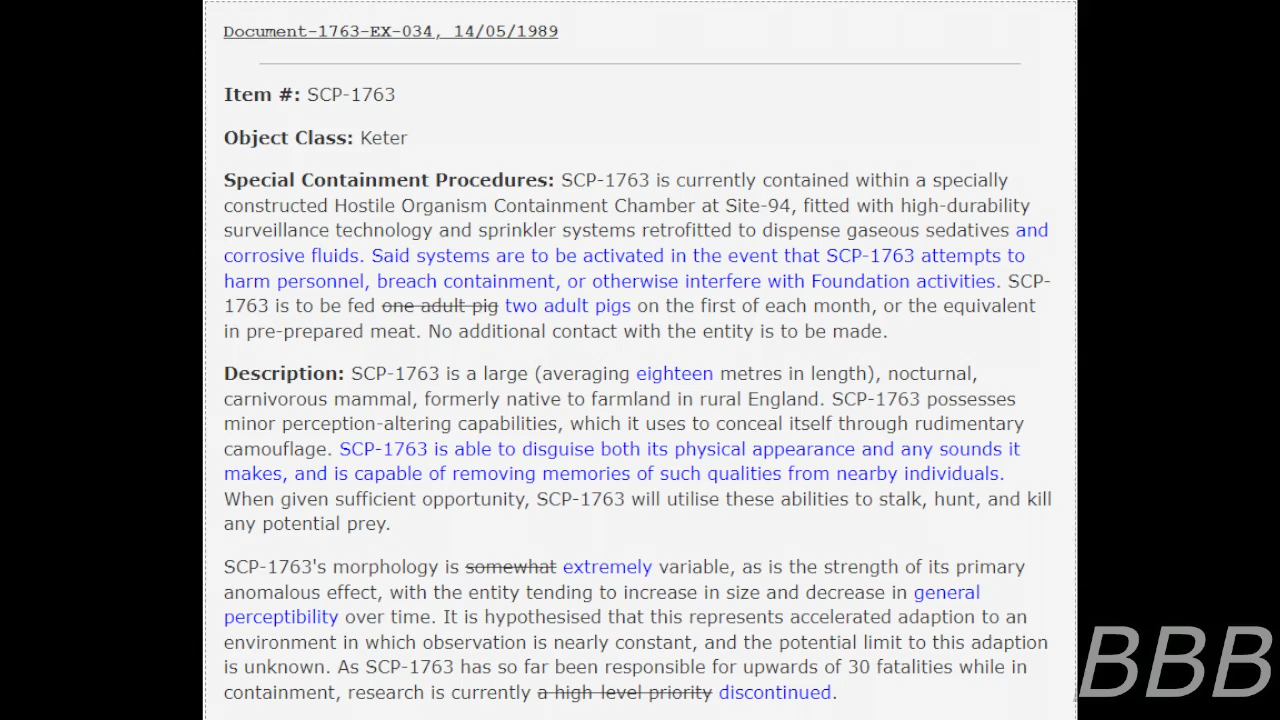 Document-1763-EX-034, 14/05/1989
Item #: SCP-1763
Object Class: Keter
Special Containment Procedures: SCP-1763 is currently contained within a specially
constructed Hostile Organism Containment Chamber at Site-94, fitted with high-durability
surveillance technology and sprinkler systems retrofitted to dispense gaseous sedatives and
corrosive fluids. Said systems are to be activated in the event that SCP-1763 attempts to
harm personnel, breach containment, or otherwise interfere with Foundation activities. SCP-
1763 is to be fed one adult pig two adult pigs on the first of each month, or the equivalent
in pre-prepared meat. No additional contact with the entity is to be made.
Description: SCP-1763 is a large (averaging eighteen metres in length), nocturnal,
carnivorous mammal, formerly native to farmland in rural England. SCP-1763 possesses
minor perception-altering capabilities, which it uses to conceal itself through rudimentary
camouflage. SCP-1763 is able to disguise both its physical appearance and any sounds it
makes, and is capable of removing memories of such qualities from nearby individuals.
When given sufficient opportunity, SCP-1763 will utilise these abilities to stalk, hunt, and kill
any potential prey.
SCP-1763's morphology is somewhat extremely variable, as is the strength of its primary
anomalous effect, with the entity tending to increase in size and decrease in general
perceptibility over time. It is hypothesised that this represents accelerated adaption to an
environment in which observation is nearly constant, and the potential limit to this adaption
is unknown. As SCP-1763 has so far been responsible for upwards of 30 fatalities while in
containment, research is currently a high level priority discontinued.
BBB